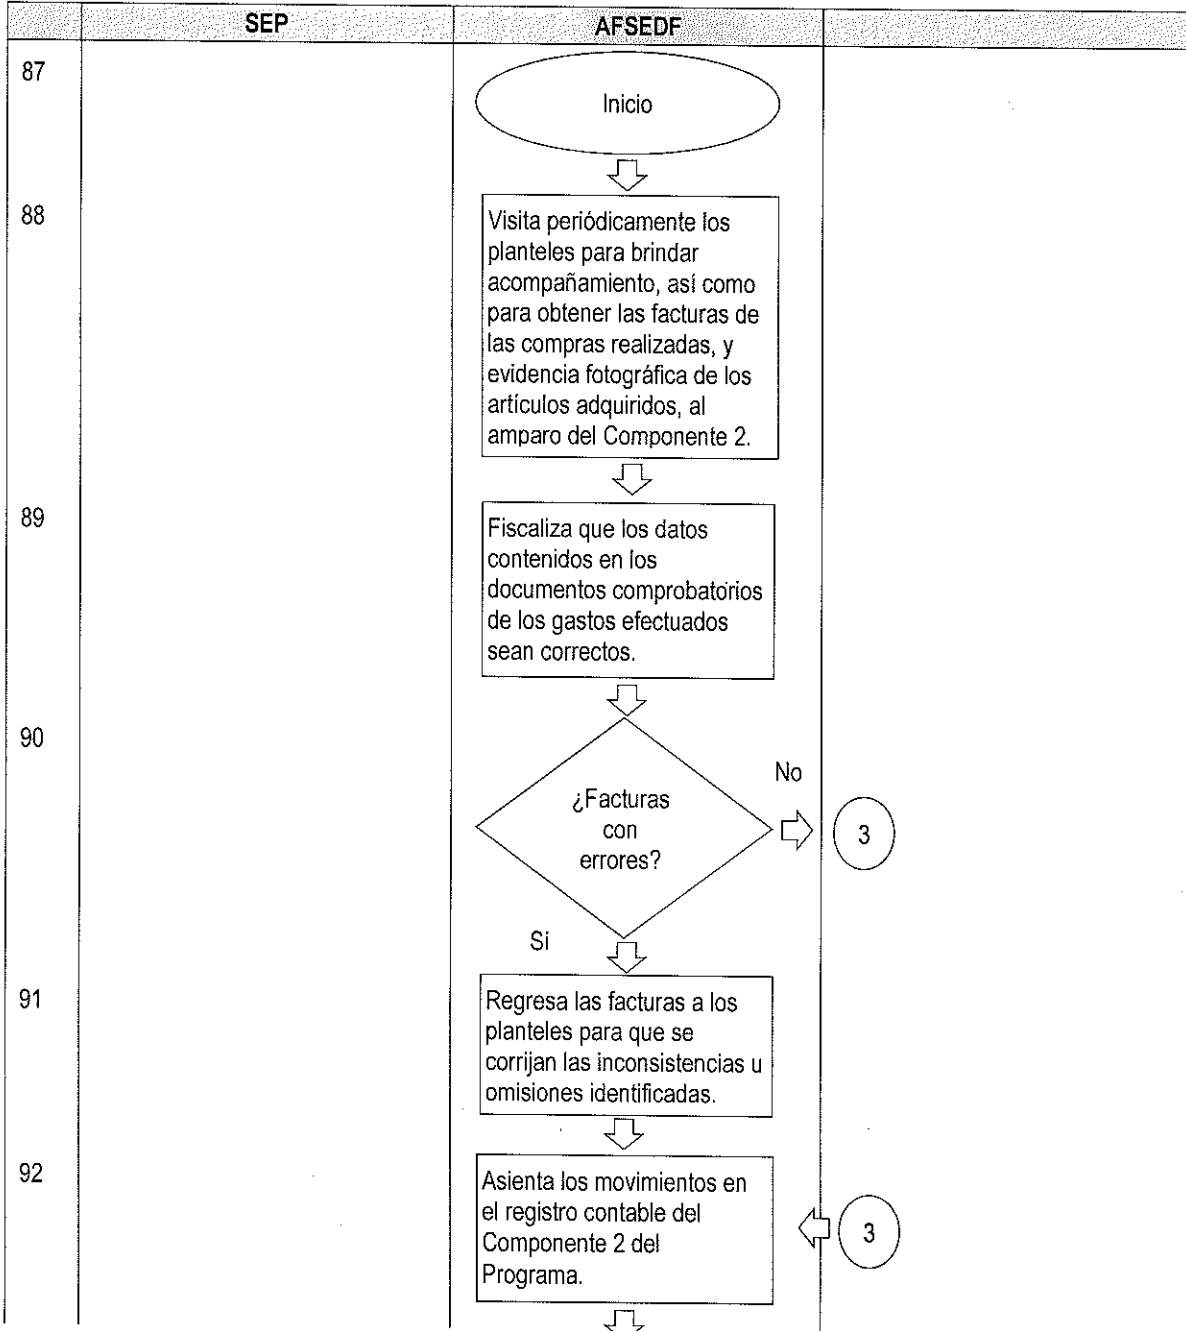 SEP
AFSEDF
87
Inicio
88
Visita periódicamente los
planteles para brindar
acompañamiento, así como
para obtener las facturas de
las compras realizadas, y
evidencia fotográfica de los
artículos adquiridos, al
amparo del Componente 2.
89
Fiscaliza que los datos
contenidos en los
documentos comprobatorios
de los gastos efectuados
sean correctos.
90
¿Facturas
con
errores?
No
3
Sí
91
Regresa las facturas a los
planteles para que se
corrijan las inconsistencias u
omisiones identificadas.
92
Asienta los movimientos en
el registro contable del
Componente 2 del
Programa.
3